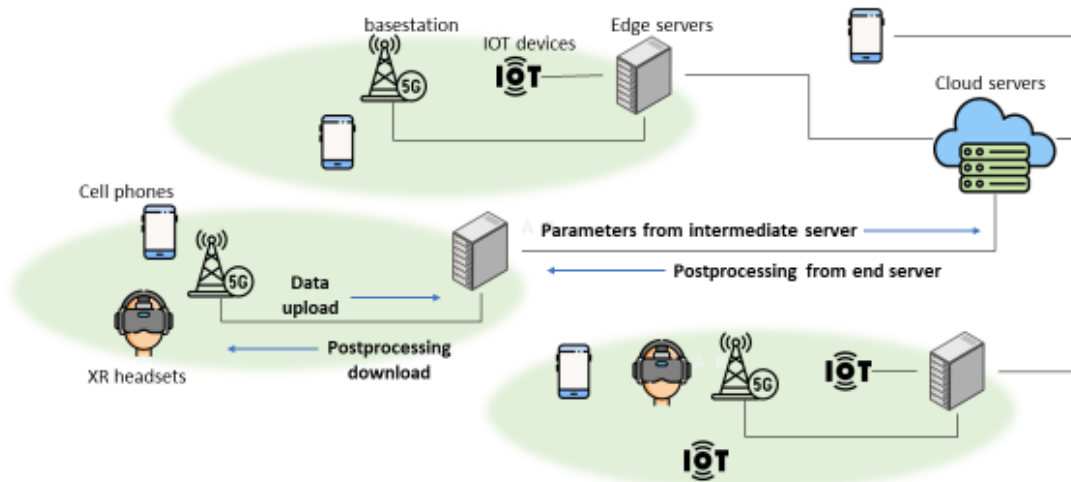 basestation
IOT devices
Edge servers
IOT
5G
Cloud servers
Cell phones
Parameters from intermediate server
5G
Data
upload
Postprocessing from end server
Postprocessing
download
XR headsets
5G
IOT
IOT